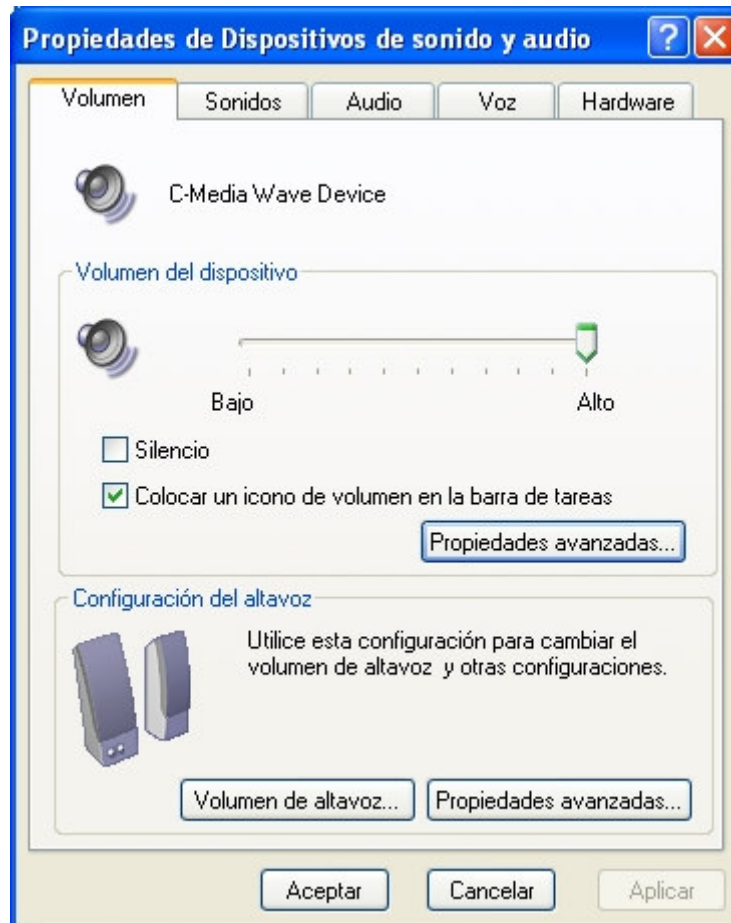 Propiedades de Dispositivos de sonido y audio
Volumen Sonidos Audio Voz Hardware
C-Media Wave Device
Volumen del dispositivo
Bajo Alto
Silencio
Colocar un icono de volumen en la barra de tareas
Propiedades avanzadas...
Configuración del altavoz
Utilice esta configuración para cambiar el
volumen de altavoz y otras configuraciones.
Volumen de altavoz... Propiedades avanzadas...
Aceptar Cancelar Aplicar